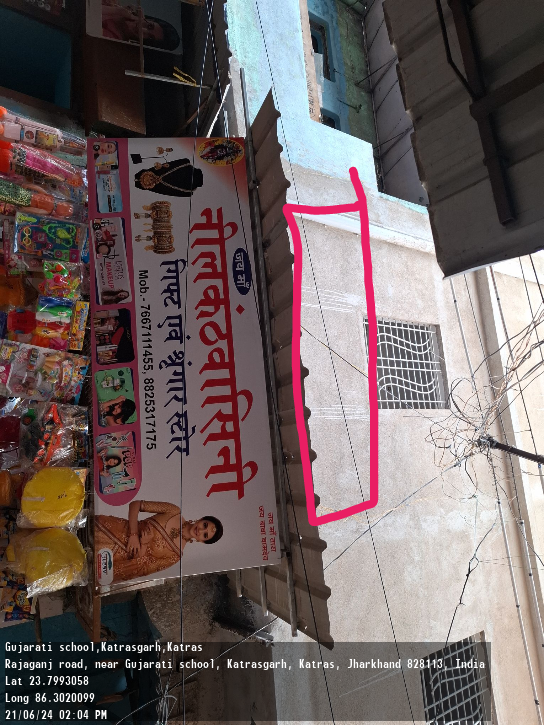 जय माँ
नीलकंठवासिनी
गिफ्ट एवं श्रृंगार स्टोर
Mob.- 7667111455, 8825317175
Gujarati school,Katrasgarh,Katras
Rajaganj road, near Gujarati school, Katrasgarh, Katras, Jharkhand 828113, India
Lat 23.7993058
Long 86.3020099
21/06/24 02:04 PM